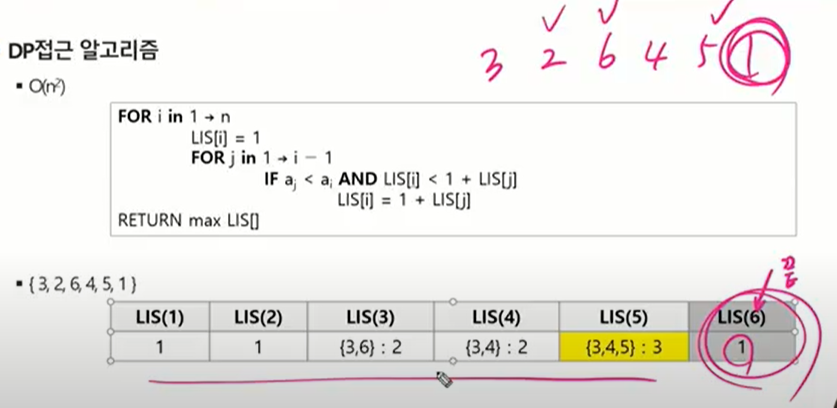 3 2 6 4 5 1
DP접근 알고리즘
▪ O(n²)
FOR i in 1 → n
LIS[i] = 1
FOR j in 1 → i − 1
IF aj < ai AND LIS[i] < 1 + LIS[j]
LIS[i] = 1 + LIS[j]
RETURN max LIS[]
끝
▪ { 3, 2, 6, 4, 5, 1 }
LIS(1) LIS(2) LIS(3) LIS(4) LIS(5) LIS(6)
1 1 {3,6} : 2 {3,4} : 2 {3,4,5} : 3 1